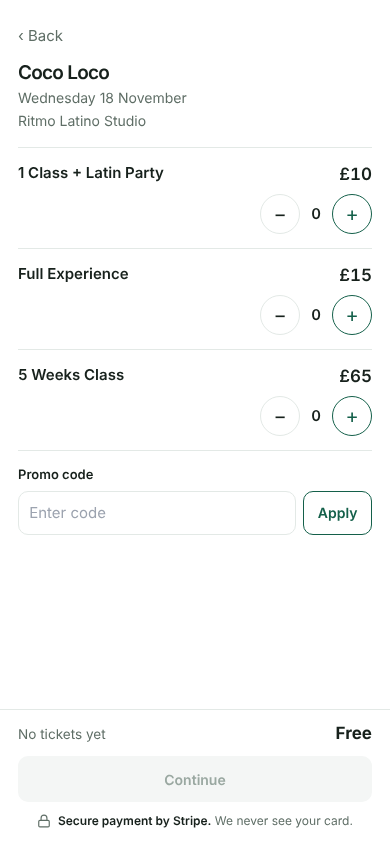 ‹ Back
Coco Loco
Wednesday 18 November
Ritmo Latino Studio
1 Class + Latin Party £10
− 0 +
Full Experience £15
− 0 +
5 Weeks Class £65
− 0 +
Promo code
Enter code Apply
No tickets yet Free
Continue
Secure payment by Stripe. We never see your card.